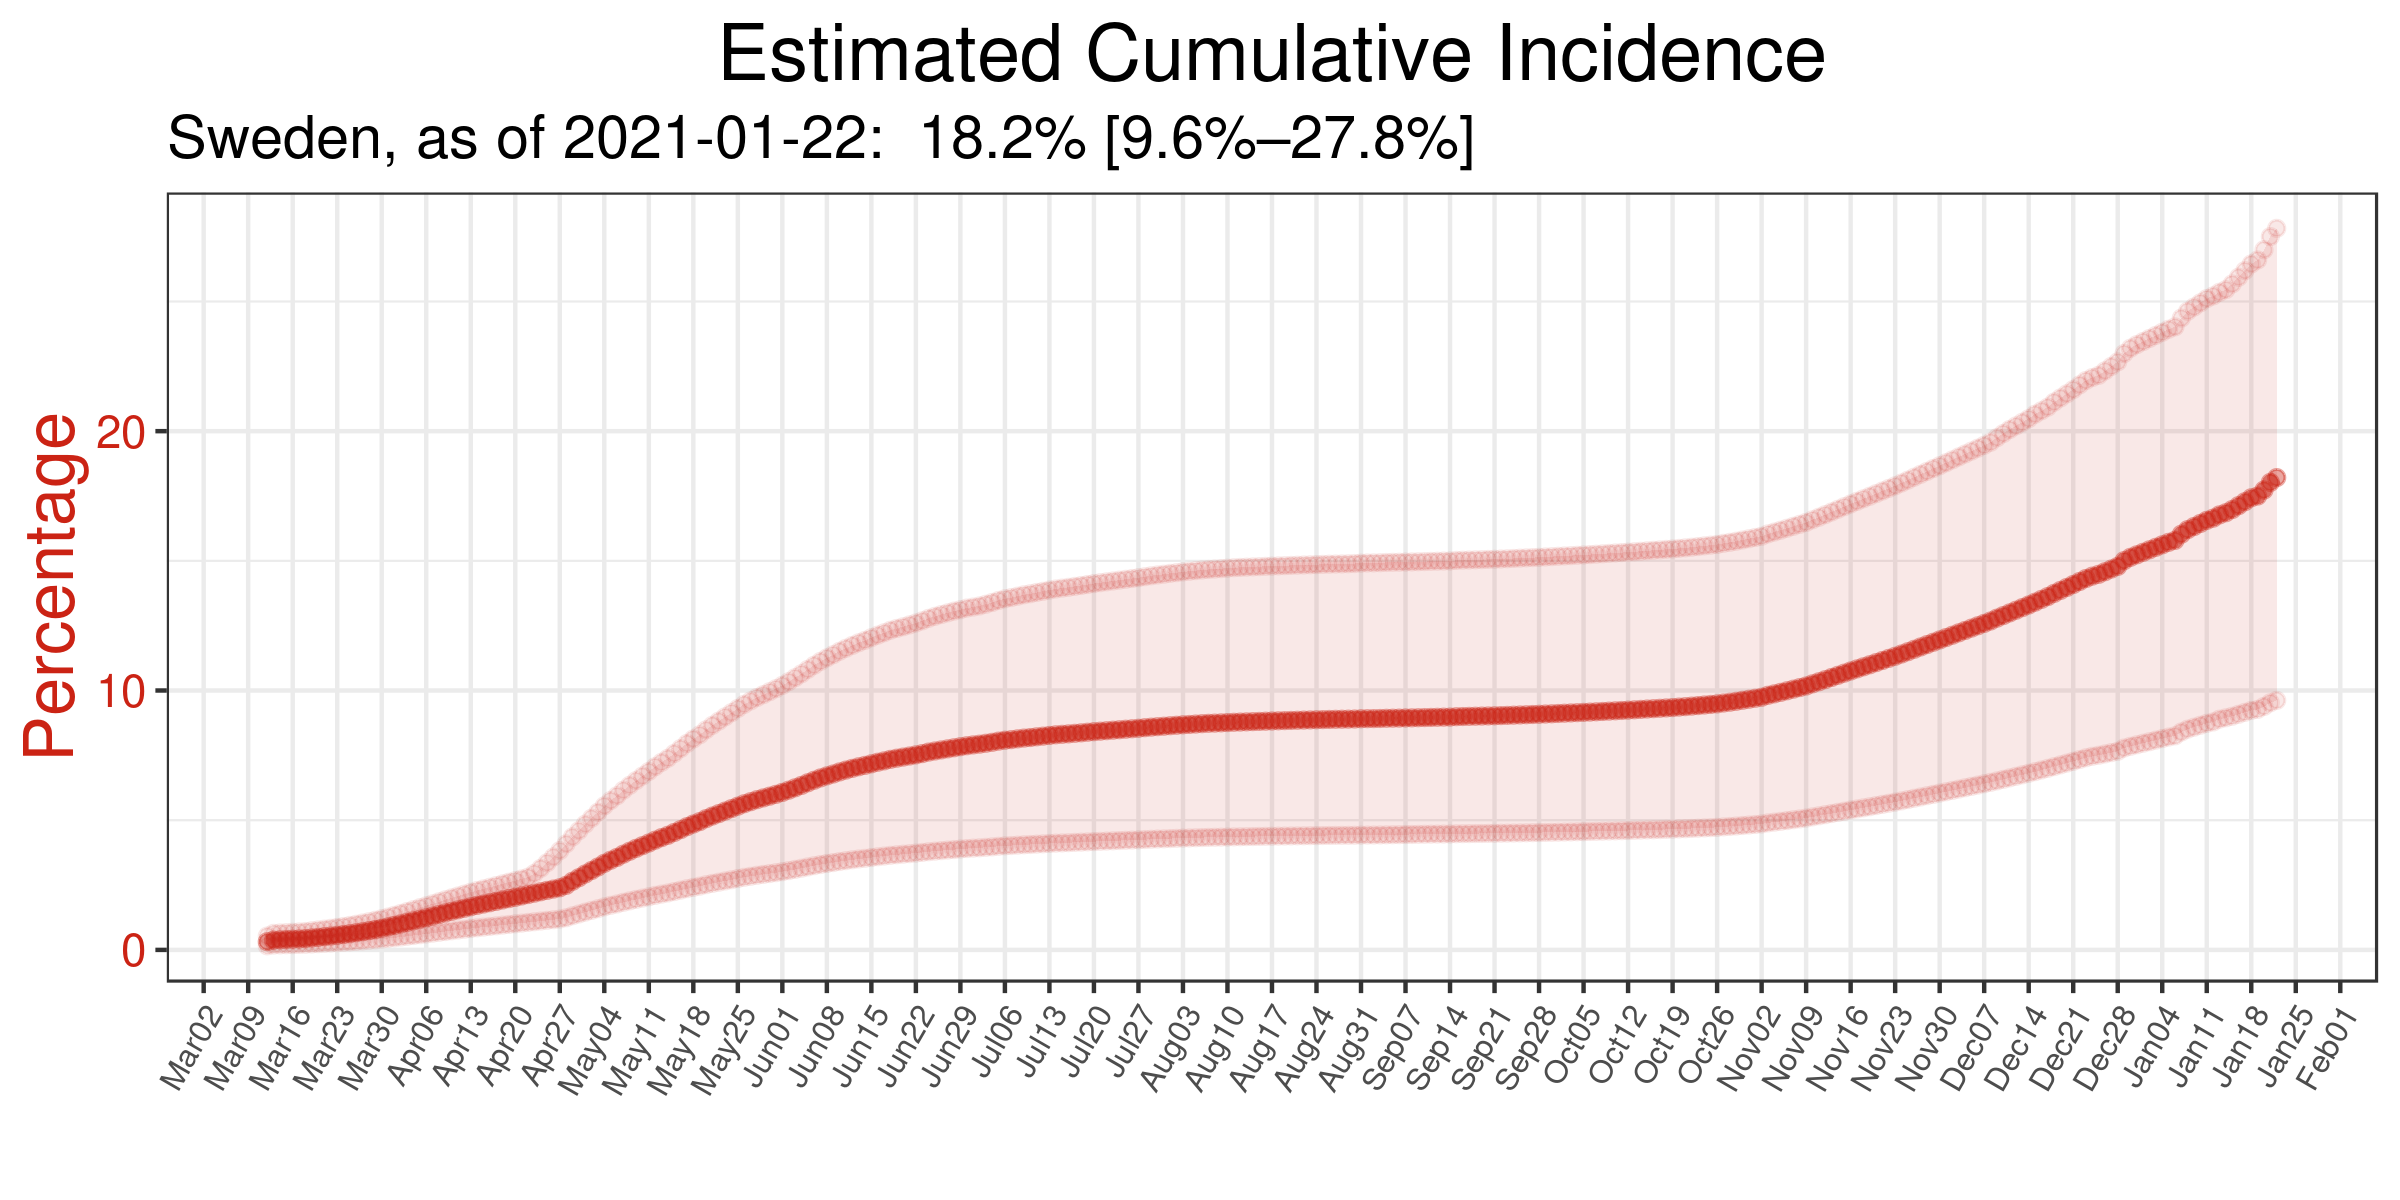 Estimated Cumulative Incidence
Sweden, as of 2021-01-22:  18.2% [9.6%–27.8%]
Percentage
20
10
0
Mar02
Mar09
Mar16
Mar23
Mar30
Apr06
Apr13
Apr20
Apr27
May04
May11
May18
May25
Jun01
Jun08
Jun15
Jun22
Jun29
Jul06
Jul13
Jul20
Jul27
Aug03
Aug10
Aug17
Aug24
Aug31
Sep07
Sep14
Sep21
Sep28
Oct05
Oct12
Oct19
Oct26
Nov02
Nov09
Nov16
Nov23
Nov30
Dec07
Dec14
Dec21
Dec28
Jan04
Jan11
Jan18
Jan25
Feb01